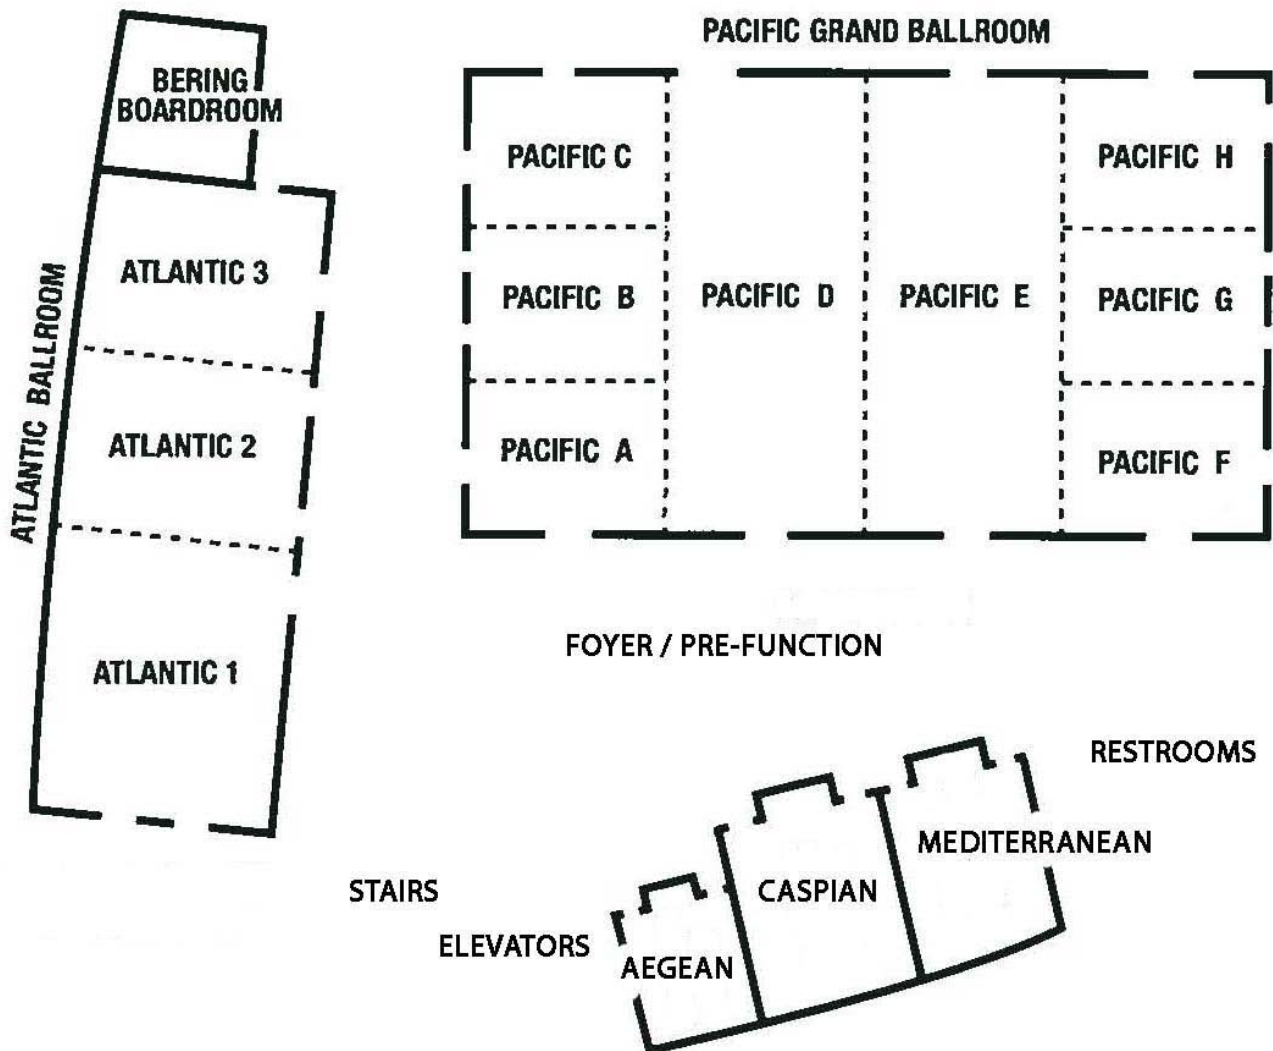 PACIFIC GRAND BALLROOM
BERING
BOARDROOM
ATLANTIC BALLROOM
ATLANTIC 3
ATLANTIC 2
ATLANTIC 1
PACIFIC C
PACIFIC B
PACIFIC A
PACIFIC D
PACIFIC E
PACIFIC H
PACIFIC G
PACIFIC F
FOYER / PRE-FUNCTION
RESTROOMS
MEDITERRANEAN
CASPIAN
STAIRS
ELEVATORS
AEGEAN